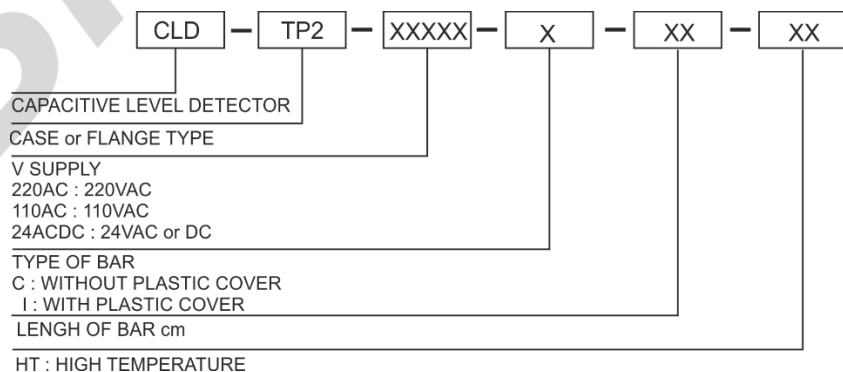 CLD – TP2 – XXXXX – X – XX – XX
CAPACITIVE LEVEL DETECTOR
CASE or FLANGE TYPE
V SUPPLY
220AC : 220VAC
110AC : 110VAC
24ACDC : 24VAC or DC
TYPE OF BAR
C : WITHOUT PLASTIC COVER
I : WITH PLASTIC COVER
LENGH OF BAR cm
HT : HIGH TEMPERATURE